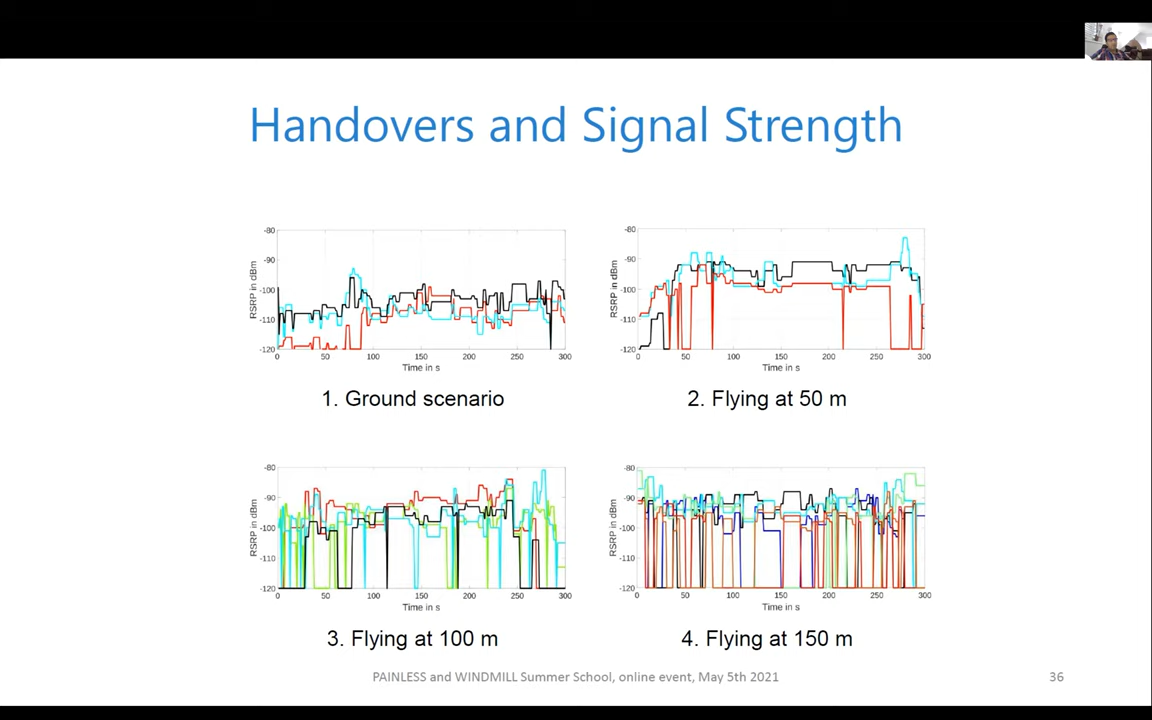 Handovers and Signal Strength
-80
-90
-100
-110
-120
RSRP in dBm
0 50 100 150 200 250 300
Time in s
1. Ground scenario
-80
-90
-100
-110
-120
RSRP in dBm
0 50 100 150 200 250 300
Time in s
2. Flying at 50 m
-80
-90
-100
-110
-120
RSRP in dBm
0 50 100 150 200 250 300
Time in s
3. Flying at 100 m
-80
-90
-100
-110
-120
RSRP in dBm
0 50 100 150 200 250 300
Time in s
4. Flying at 150 m
PAINLESS and WINDMILL Summer School, online event, May 5th 2021
36